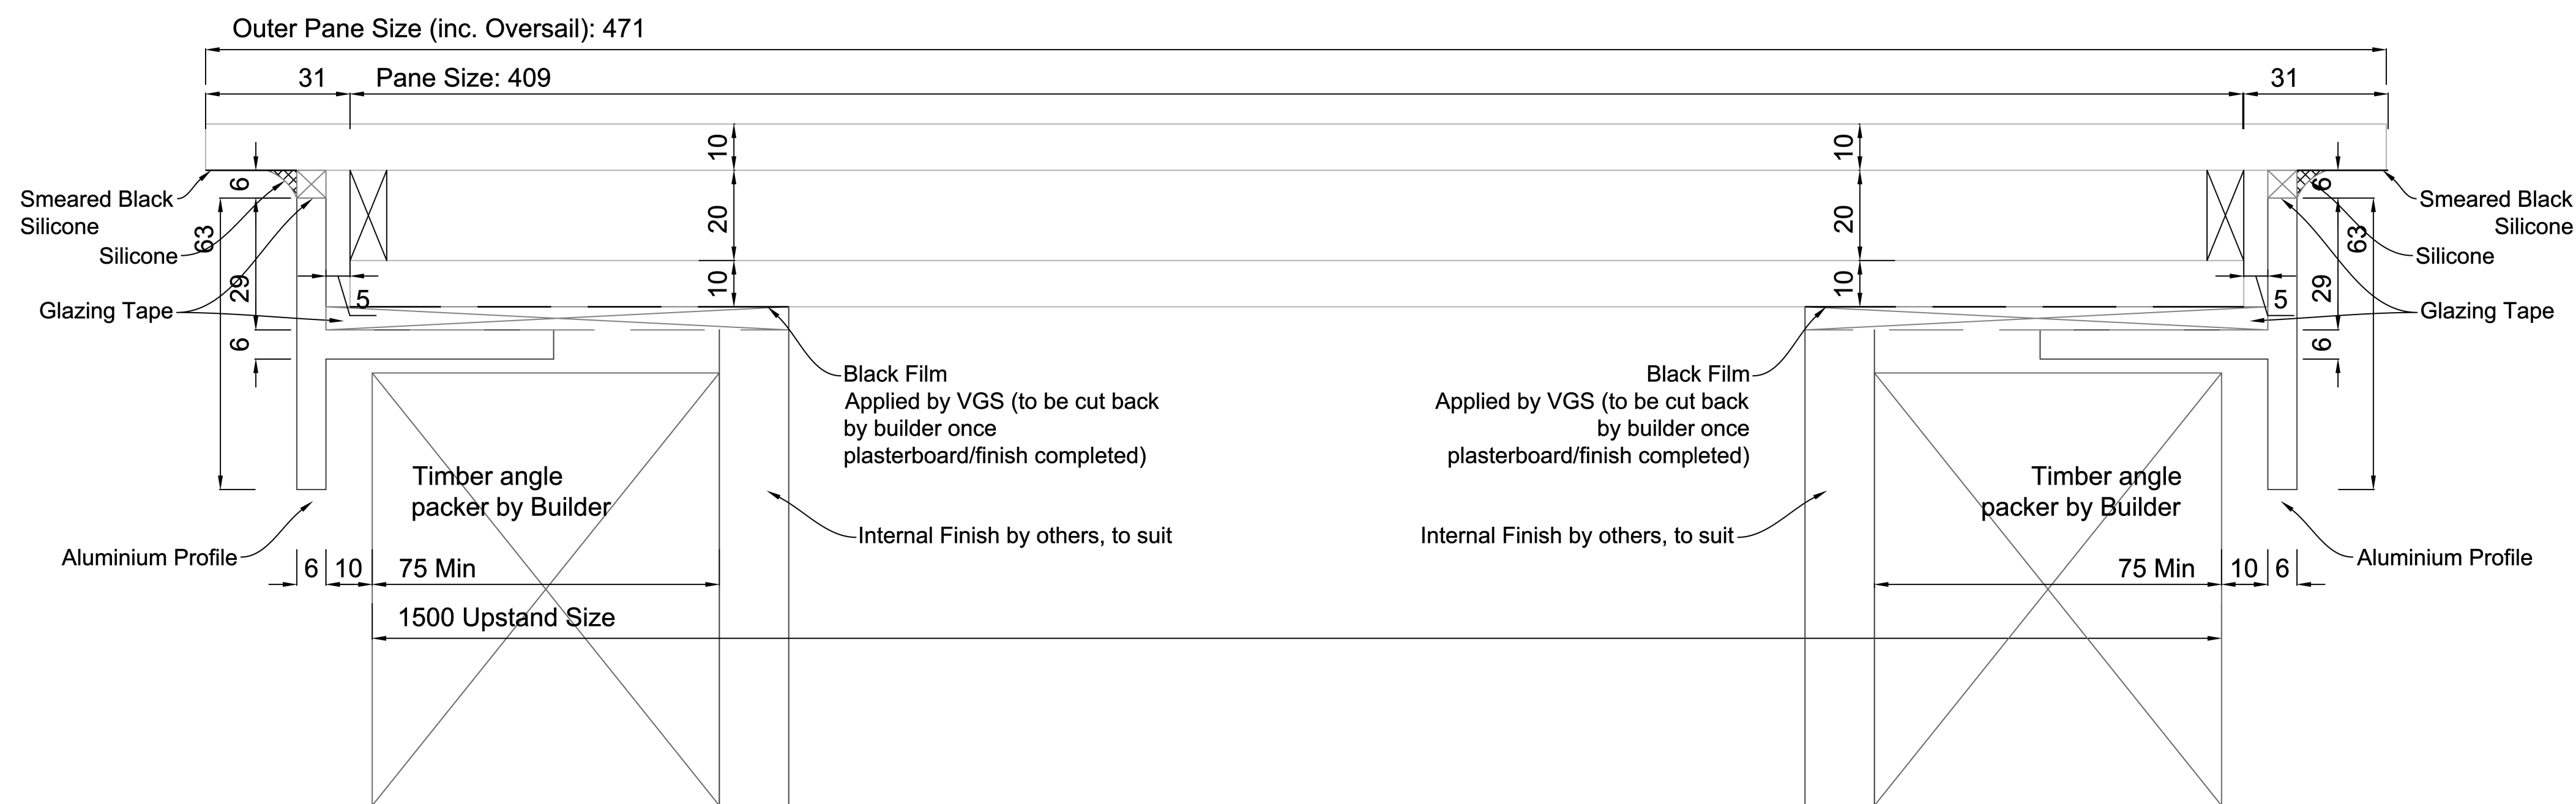 Outer Pane Size (inc. Oversail): 471
31
Pane Size: 409
31
10
10
6
6
Smeared Black
Silicone
Smeared Black
Silicone
20
20
63
63
Silicone
Silicone
29
29
10
10
5
5
Glazing Tape
Glazing Tape
6
6
Black Film
Applied by VGS (to be cut back
by builder once
plasterboard/finish completed)
Black Film
Applied by VGS (to be cut back
by builder once
plasterboard/finish completed)
Timber angle
packer by Builder
Timber angle
packer by Builder
Internal Finish by others, to suit
Internal Finish by others, to suit
Aluminium Profile
Aluminium Profile
6
10
75 Min
75 Min
10
6
1500 Upstand Size